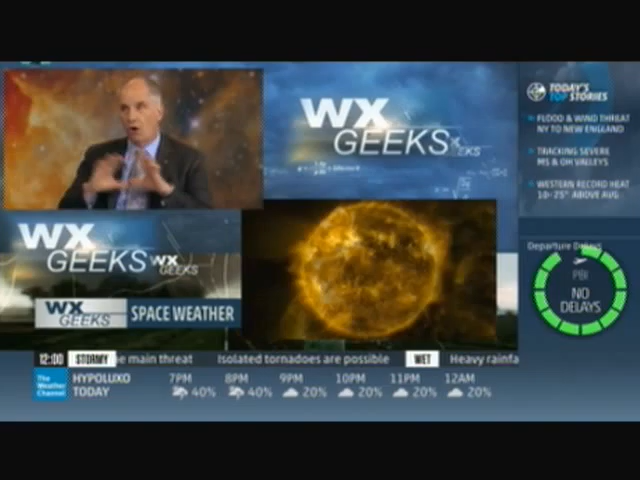 WX
GEEKS
TODAY'S
TOP STORIES
FLOOD & WIND THREAT
NY TO NEW ENGLAND
TRACKING SEVERE
MS & OH VALLEYS
WESTERN RECORD HEAT
10-25° ABOVE AVG
WX
GEEKS
WX
GEEKS
WX
GEEKS
SPACE WEATHER
Departure Delays
PBI
NO
DELAYS
12:00 STORMY e main threat Isolated tornadoes are possible WET Heavy rainfa
The
Weather
Channel
HYPOLUXO
TODAY
7PM 8PM 9PM 10PM 11PM 12AM
40% 40% 20% 20% 20% 20%